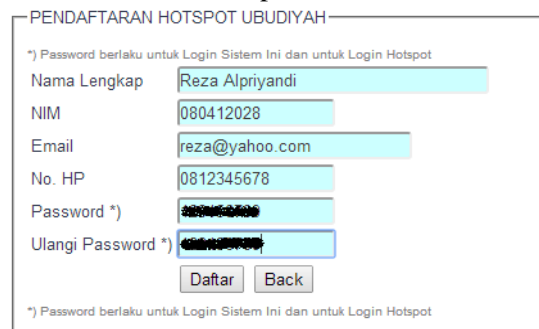 PENDAFTARAN HOTSPOT UBUDIYAH
*) Password berlaku untuk Login Sistem Ini dan untuk Login Hotspot
Nama Lengkap Reza Alpriyandi
NIM 080412028
Email reza@yahoo.com
No. HP 0812345678
Password *)
Ulangi Password *)
Daftar Back
*) Password berlaku untuk Login Sistem Ini dan untuk Login Hotspot